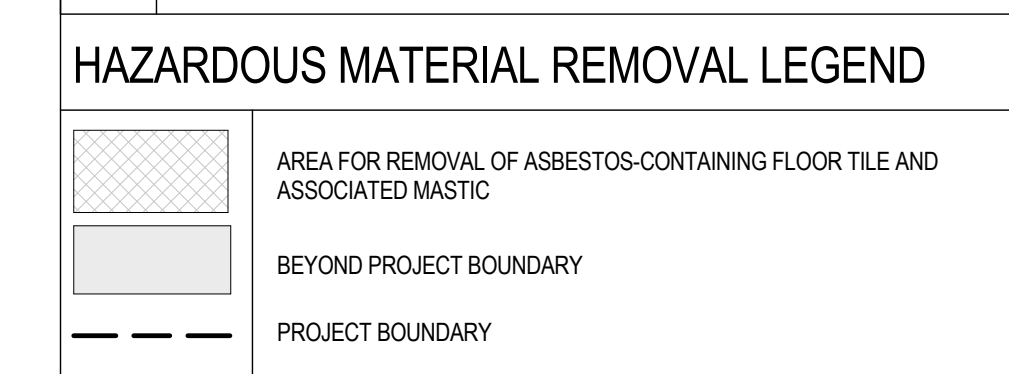 HAZARDOUS MATERIAL REMOVAL LEGEND
AREA FOR REMOVAL OF ASBESTOS-CONTAINING FLOOR TILE AND
ASSOCIATED MASTIC
BEYOND PROJECT BOUNDARY
PROJECT BOUNDARY